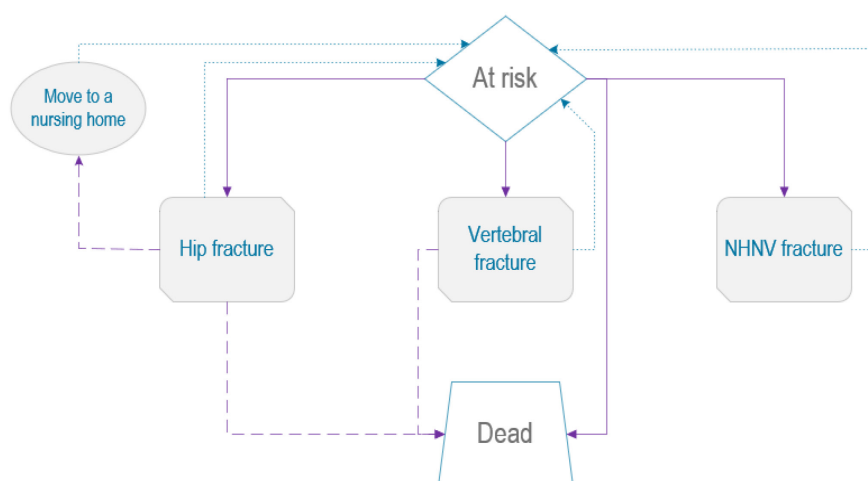 At risk
Move to a
nursing home
Hip fracture
Vertebral
fracture
NHNV fracture
Dead